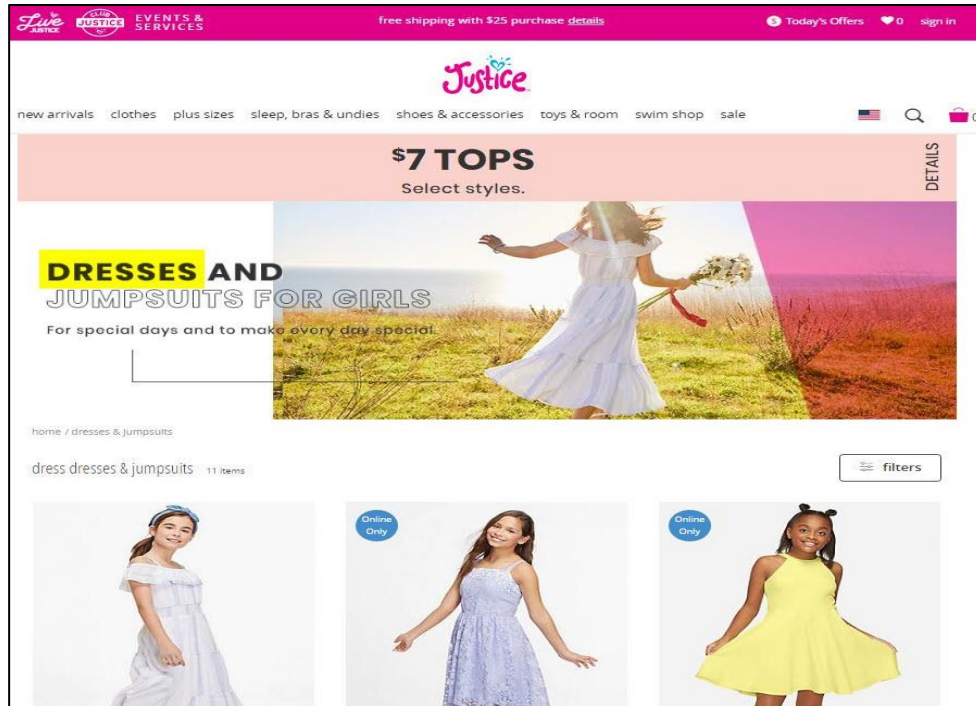 Live JUSTICE
CLUB JUSTICE
EVENTS &
SERVICES
free shipping with $25 purchase details
$ Today's Offers
0
sign in
Justice
new arrivals clothes plus sizes sleep, bras & undies shoes & accessories toys & room swim shop sale
0
$7 TOPS
Select styles.
DETAILS
DRESSES AND
JUMPSUITS FOR GIRLS
For special days and to make every day special.
home / dresses & jumpsuits
dress dresses & jumpsuits 11 items
filters
Online
Only
Online
Only